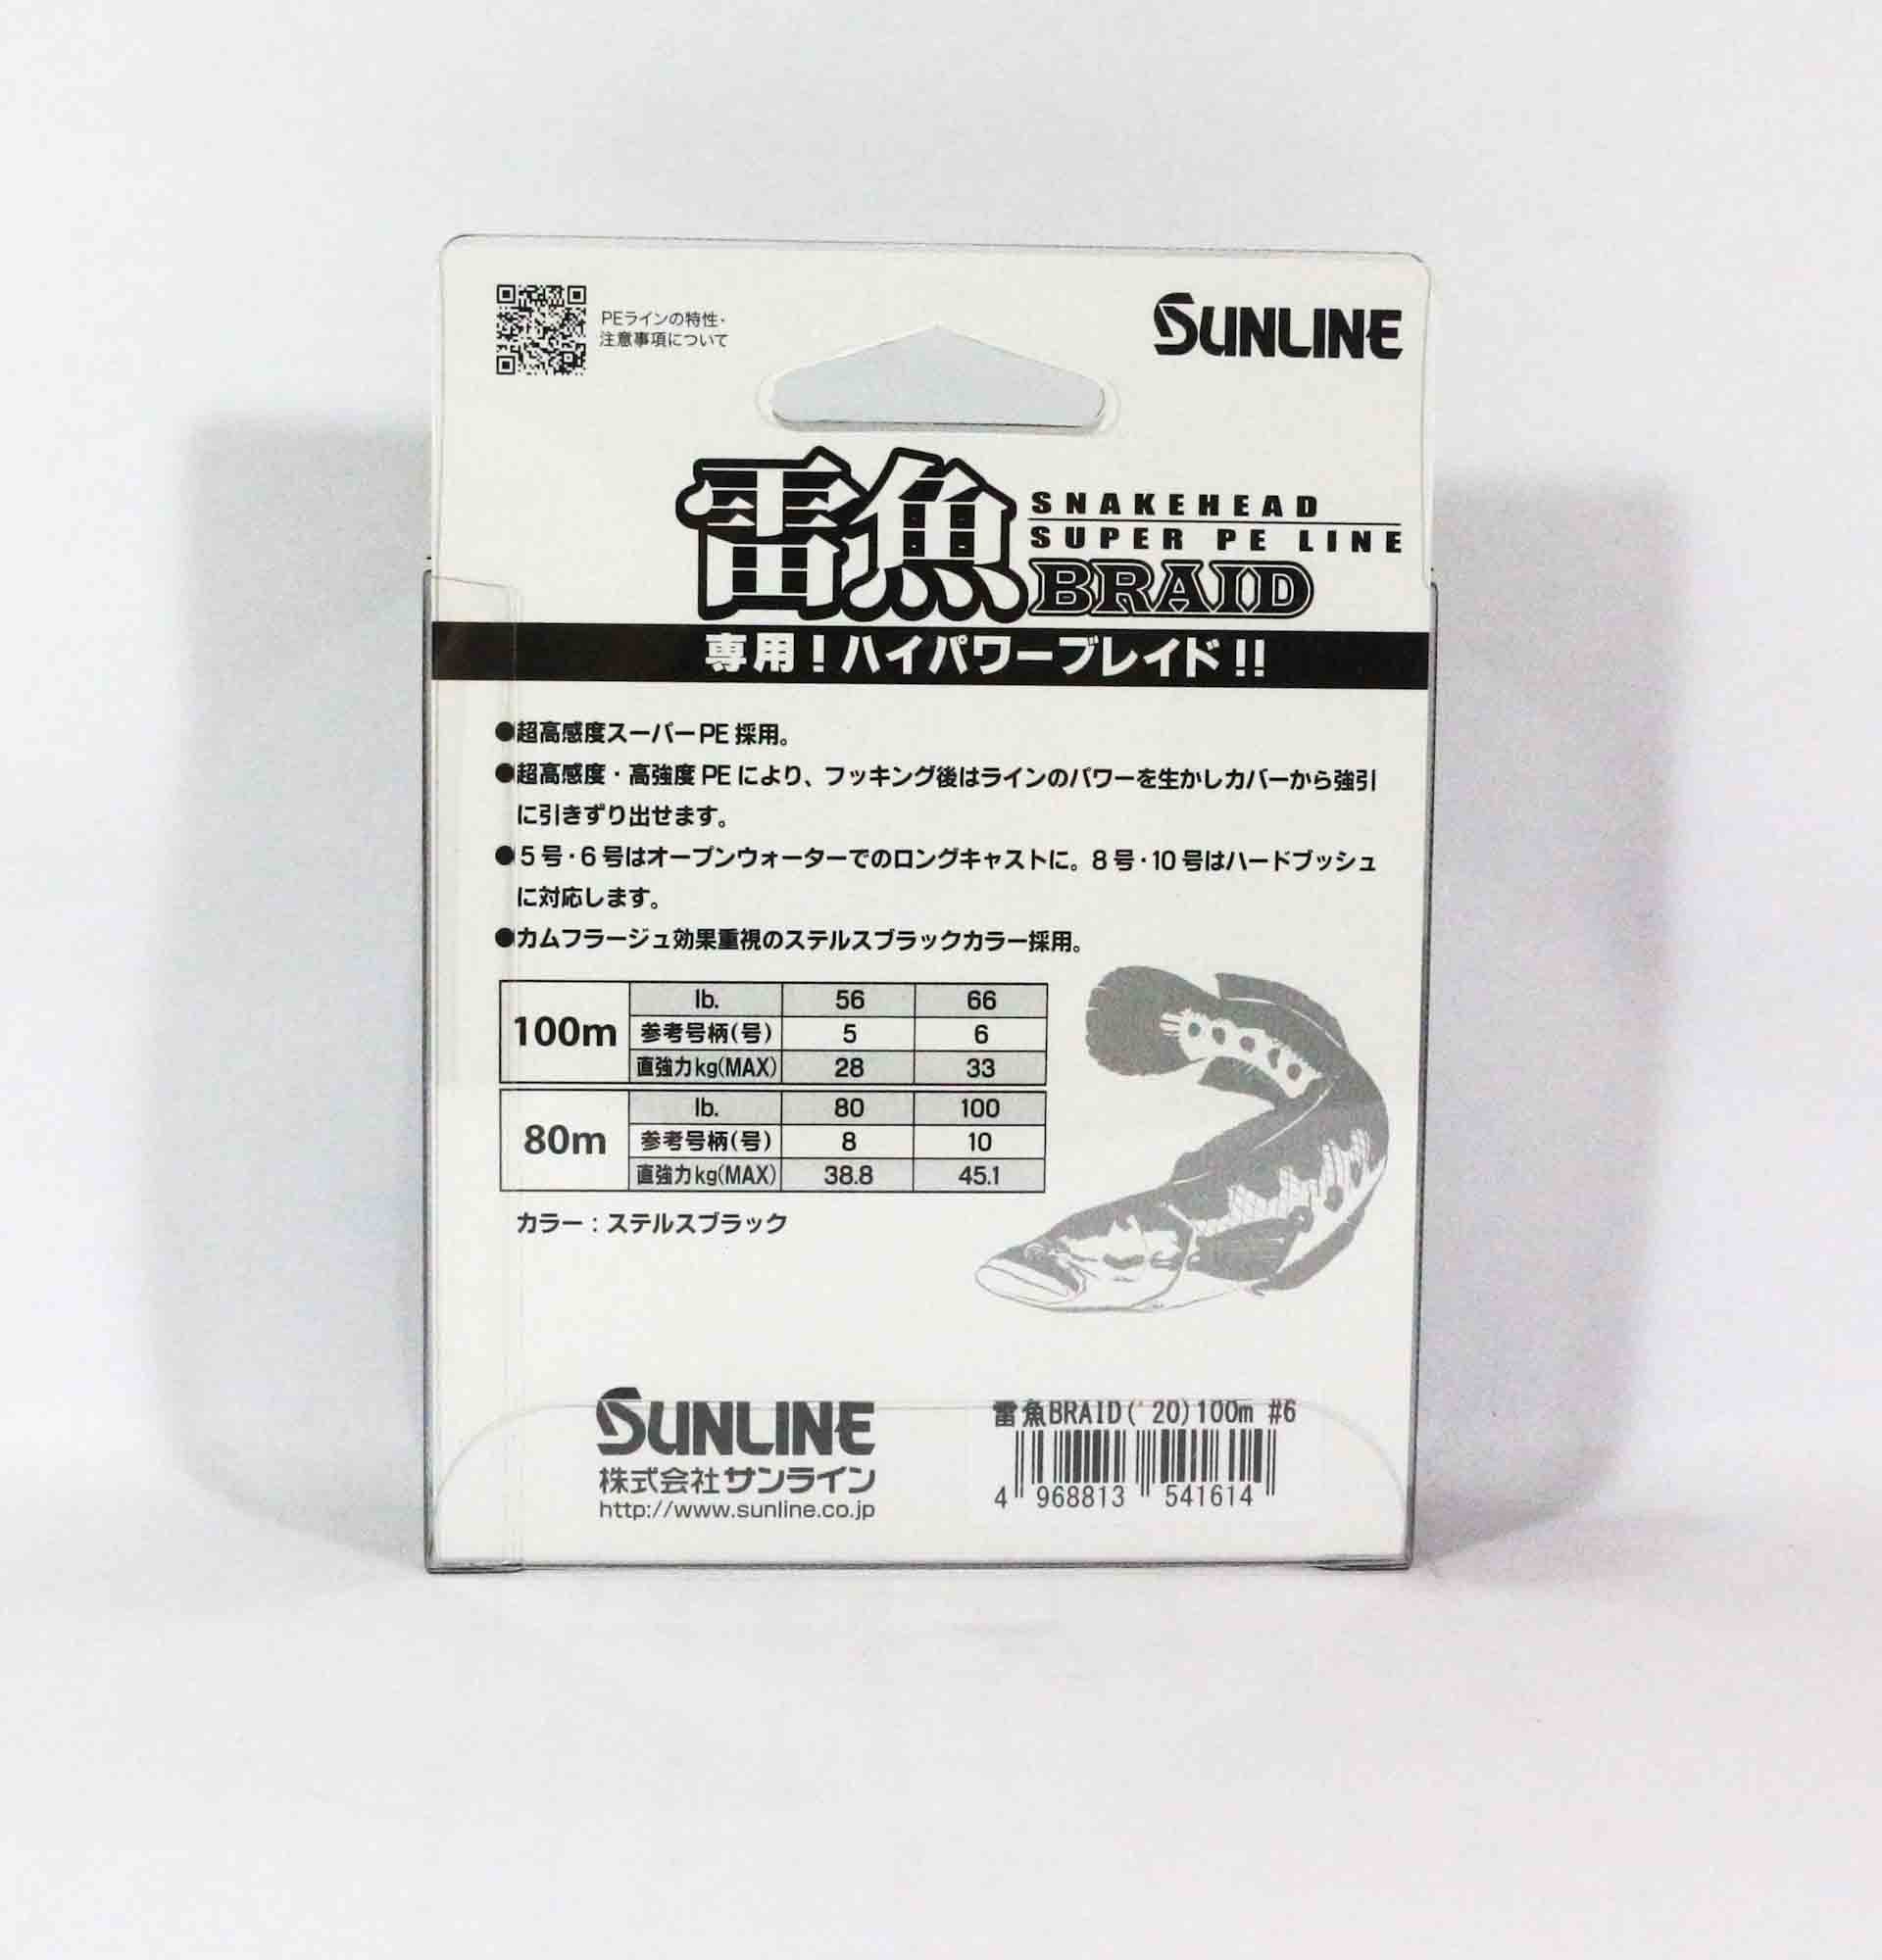 PEラインの特性・
注意事項について
SUNLINE
雷魚
SNAKEHEAD
SUPER PE LINE
BRAID
専用!ハイパワーブレイド!!
●超高感度スーパーPE採用。
●超高感度・高強度PEにより、フッキング後はラインのパワーを生かしカバーから強引
に引きずり出せます。
●5号・6号はオープンウォーターでのロングキャストに。8号・10号はハードブッシュ
に対応します。
●カムフラージュ効果重視のステルスブラックカラー採用。
100m
lb. 56 66
参考号柄(号) 5 6
直強力kg(MAX) 28 33
80m
lb. 80 100
参考号柄(号) 8 10
直強力kg(MAX) 38.8 45.1
カラー:ステルスブラック
SUNLINE
株式会社サンライン
http://www.sunline.co.jp
雷魚BRAID('20)100m #6
4 968813 541614